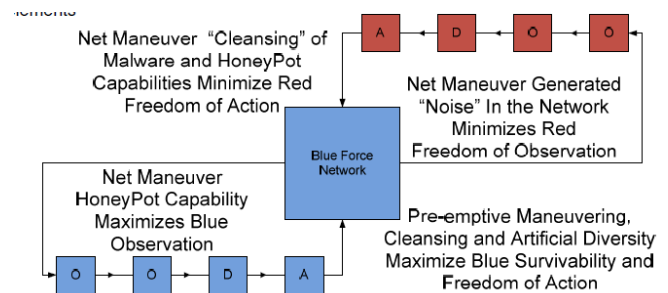 Net Maneuver "Cleansing" of
Malware and HoneyPot
Capabilities Minimize Red
Freedom of Action
A D O O
Net Maneuver Generated
"Noise" In the Network
Minimizes Red
Freedom of Observation
Blue Force
Network
Net Maneuver
HoneyPot Capability
Maximizes Blue
Observation
O O D A
Pre-emptive Maneuvering,
Cleansing and Artificial Diversity
Maximize Blue Survivability and
Freedom of Action